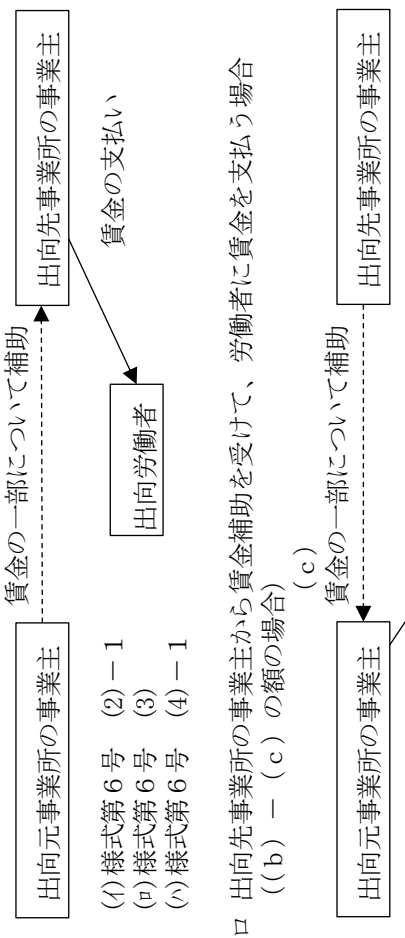 賃金の一部について補助
出向元事業所の事業主
出向先事業所の事業主
賃金の支払い
出向労働者
(ｲ)様式第6号 (2)－1
(ﾛ)様式第6号 (3)
(ﾊ)様式第6号 (4)－1
ロ 出向先事業所の事業主から賃金補助を受けて、労働者に賃金を支払う場合
(（ｂ）－（ｃ）の額の場合)
（ｃ）
賃金の一部について補助
出向元事業所の事業主
出向先事業所の事業主